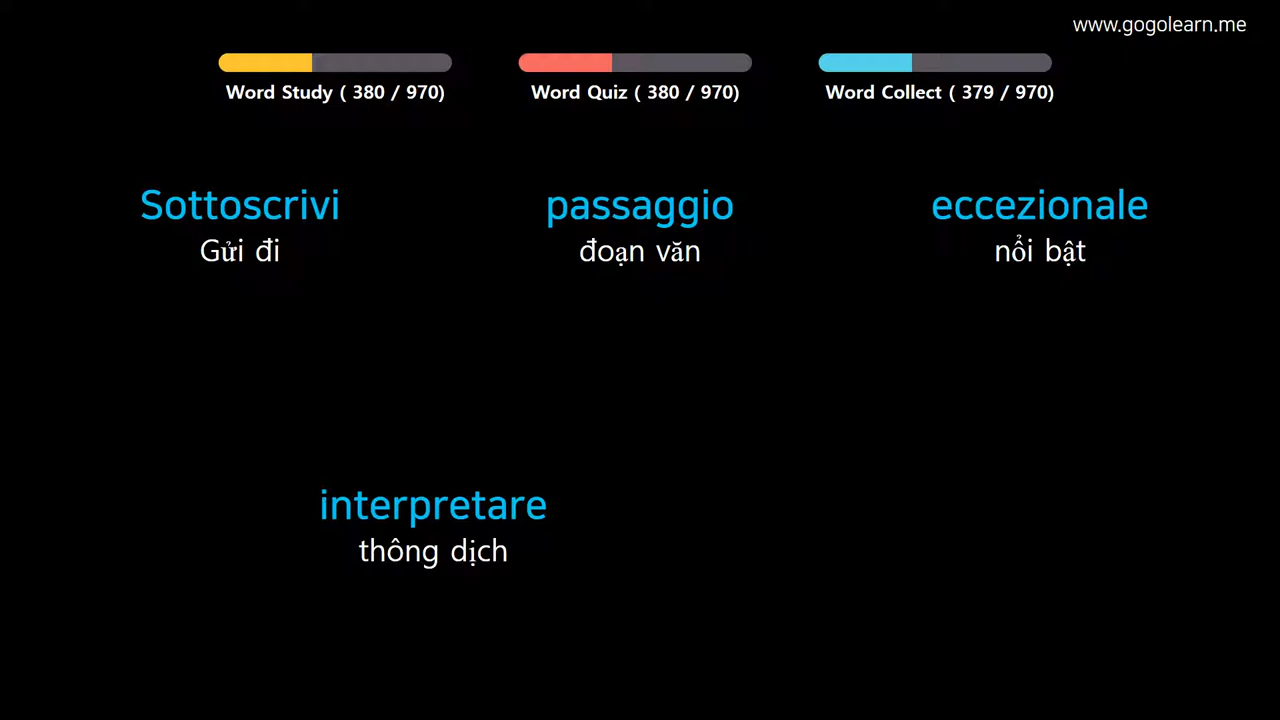 www.gogolearn.me
Word Study ( 380 / 970)
Word Quiz ( 380 / 970)
Word Collect ( 379 / 970)
Sottoscrivi
Gửi đi
passaggio
đoạn văn
eccezionale
nổi bật
interpretare
thông dịch